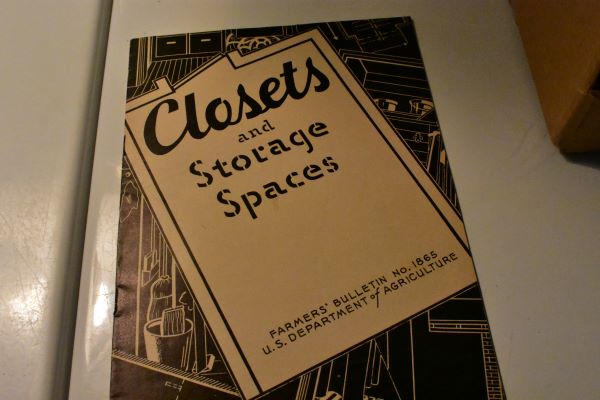 Closets
and
Storage
Spaces
FARMERS' BULLETIN NO. 1865
U.S. DEPARTMENT of AGRICULTURE